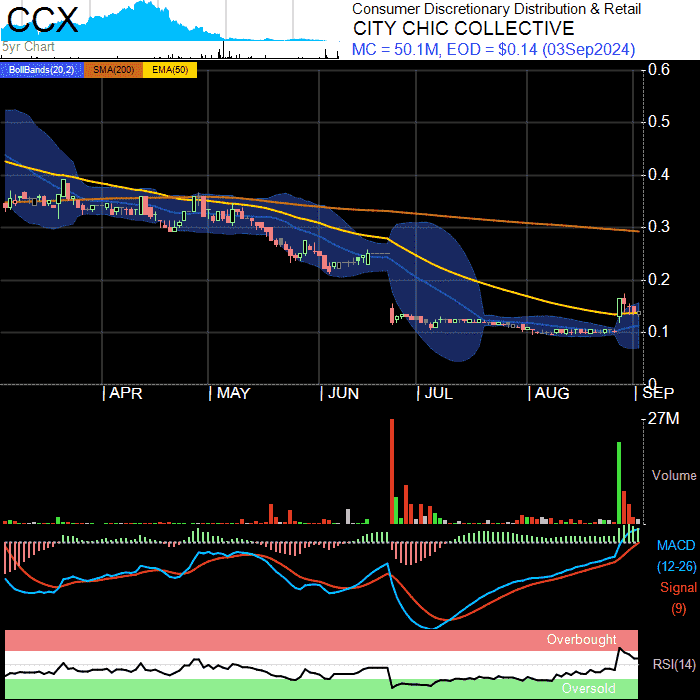 CCX
5yr Chart
Consumer Discretionary Distribution & Retail
CITY CHIC COLLECTIVE
MC = 50.1M, EOD = $0.14 (03Sep2024)
BollBands(20,2) SMA(200) EMA(50)
0.6
0.5
0.4
0.3
0.2
0.1
0
APR MAY JUN JUL AUG SEP
27M
Volume
MACD
(12-26)
Signal
(9)
Overbought
RSI(14)
Oversold